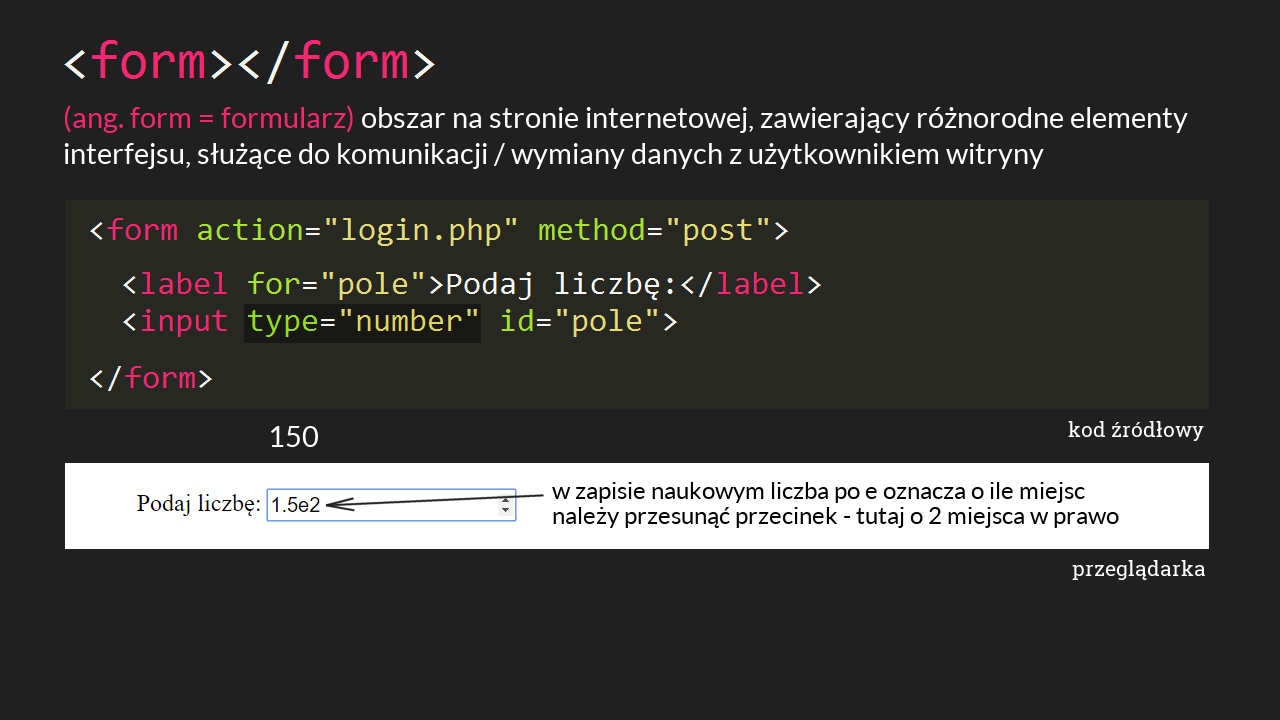 <form></form>
(ang. form = formularz) obszar na stronie internetowej, zawierający różnorodne elementy
interfejsu, służące do komunikacji / wymiany danych z użytkownikiem witryny
<form action="login.php" method="post">
<label for="pole">Podaj liczbę:</label>
<input type="number" id="pole">
</form>
150
kod źródłowy
Podaj liczbę: 1.5e2
w zapisie naukowym liczba po e oznacza o ile miejsc
należy przesunąć przecinek - tutaj o 2 miejsca w prawo
przeglądarka